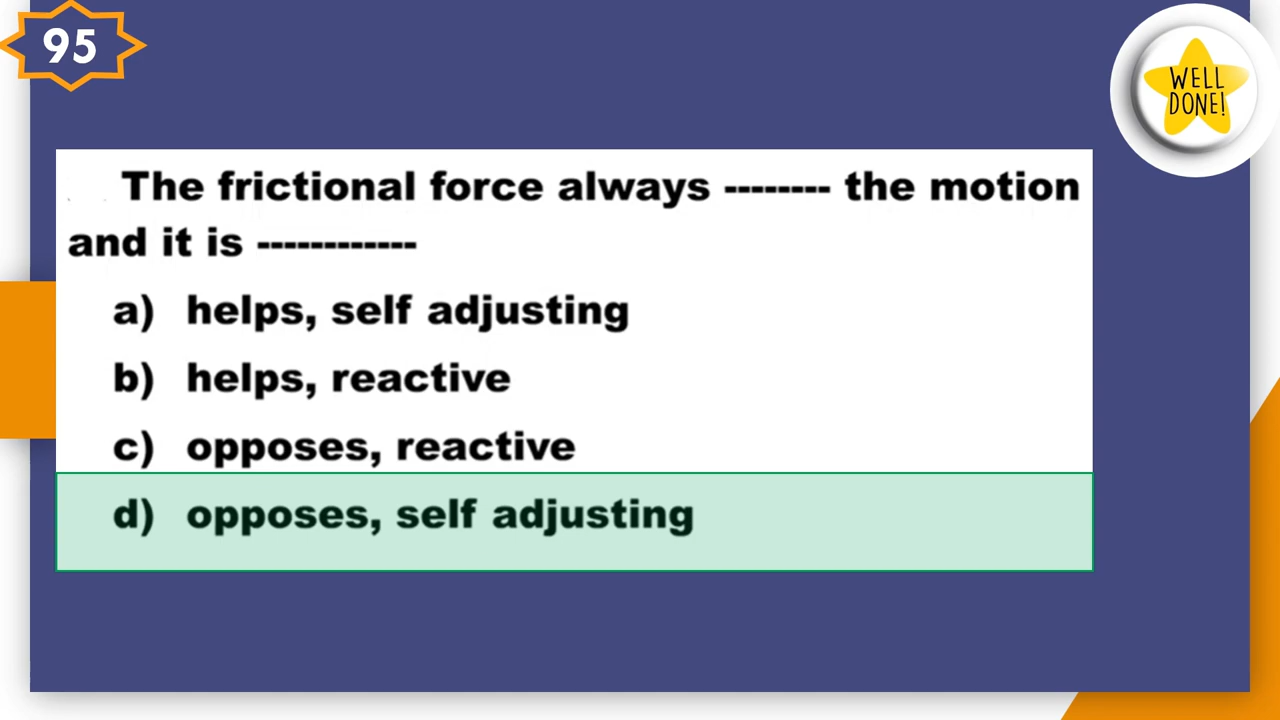 95
WELL
DONE!
The frictional force always -------- the motion
and it is ------------
a) helps, self adjusting
b) helps, reactive
c) opposes, reactive
d) opposes, self adjusting